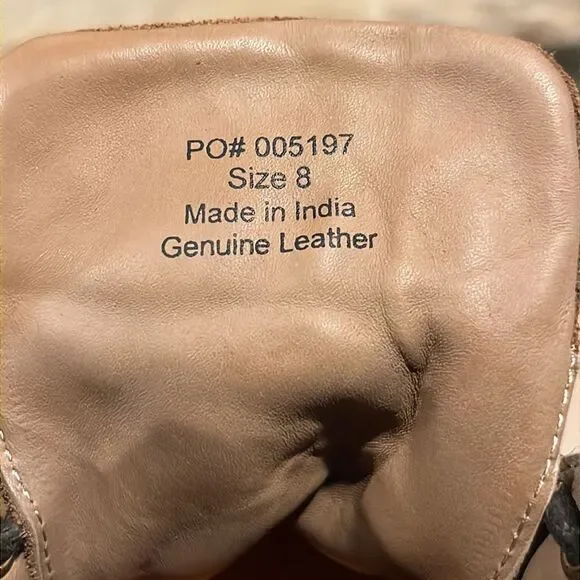 PO# 005197
Size 8
Made in India
Genuine Leather